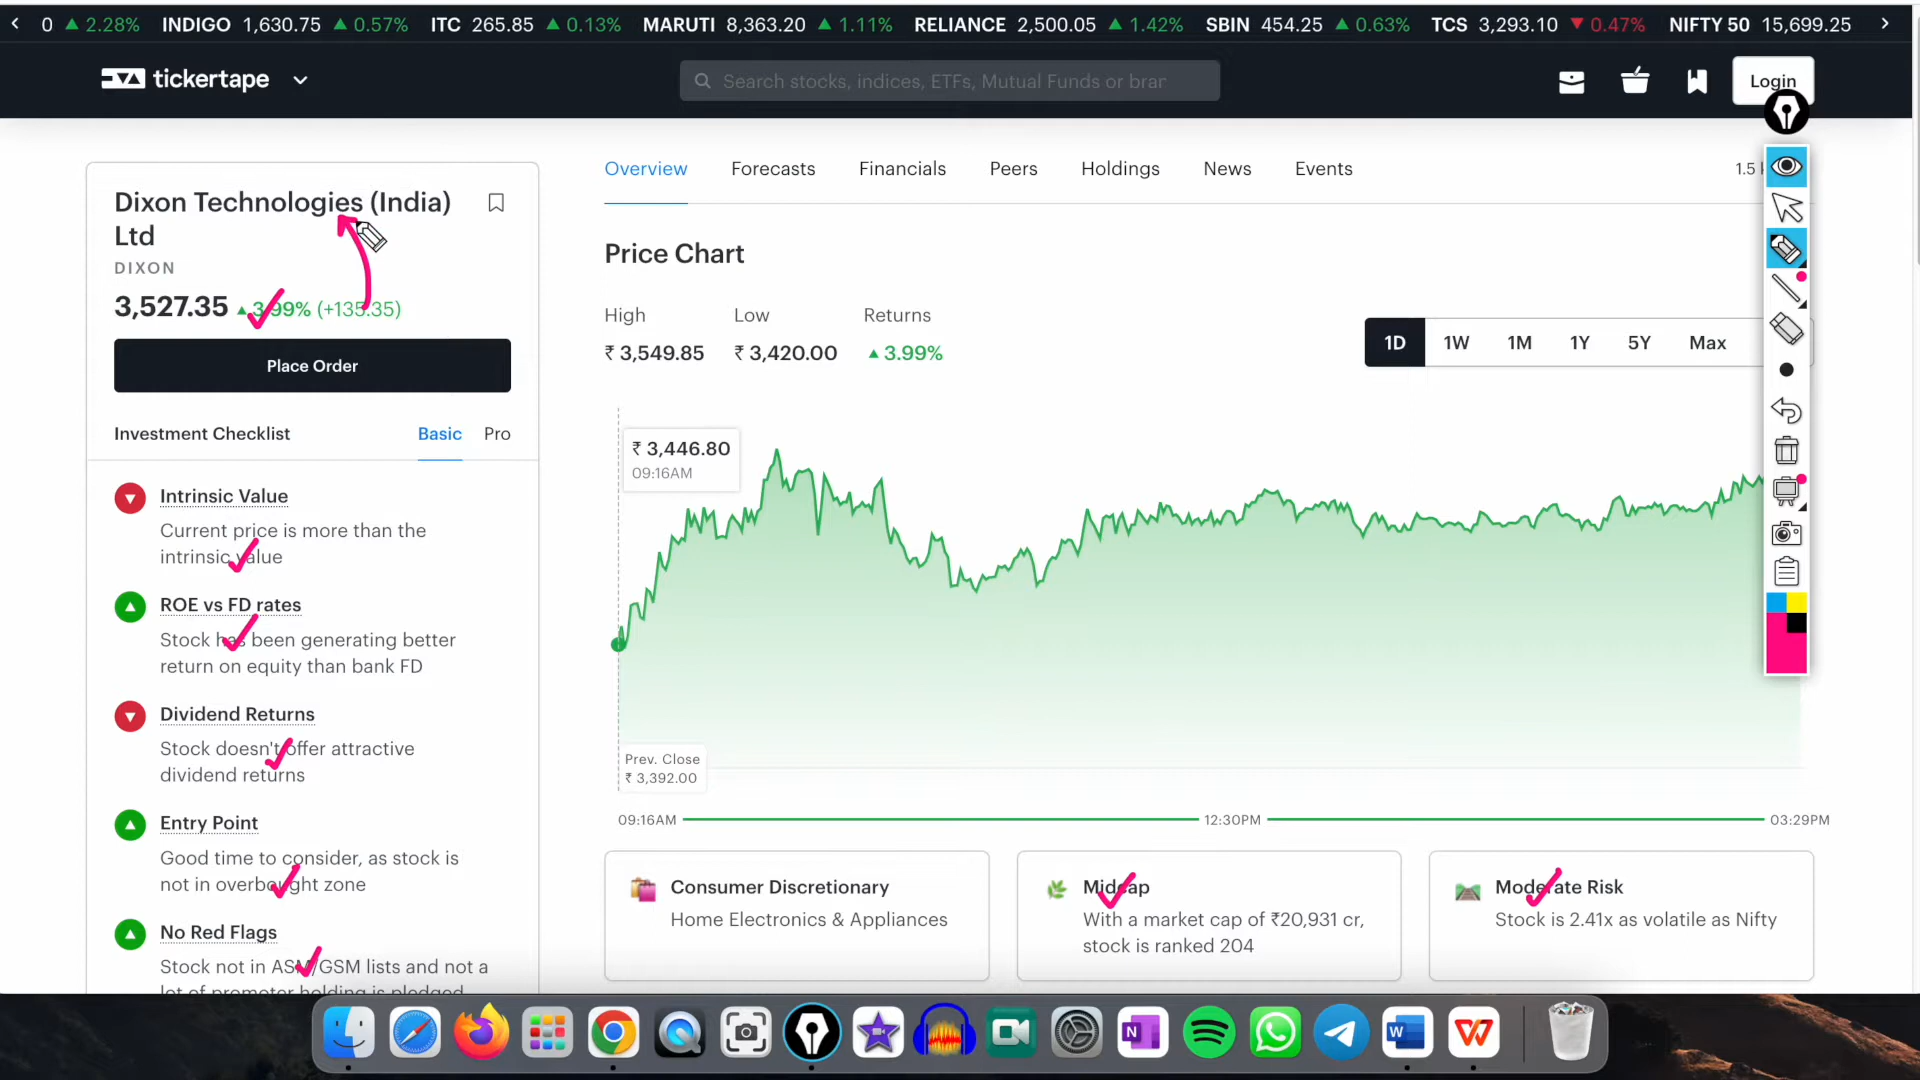 0 ▲ 2.28% INDIGO 1,630.75 ▲ 0.57% ITC 265.85 ▲ 0.13% MARUTI 8,363.20 ▲ 1.11% RELIANCE 2,500.05 ▲ 1.42% SBIN 454.25 ▲ 0.63% TCS 3,293.10 ▼ 0.47% NIFTY 50 15,699.25
tickertape
Search stocks, indices, ETFs, Mutual Funds or brar
Login
Dixon Technologies (India)
Ltd
DIXON
3,527.35 ▲ 3.99% (+135.35)
Place Order
Investment Checklist Basic Pro
Intrinsic Value
Current price is more than the
intrinsic value
ROE vs FD rates
Stock has been generating better
return on equity than bank FD
Dividend Returns
Stock doesn't offer attractive
dividend returns
Entry Point
Good time to consider, as stock is
not in overbought zone
No Red Flags
Stock not in ASM/GSM lists and not a
lot of promoter holding is pledged
Overview Forecasts Financials Peers Holdings News Events 1.5
Price Chart
High Low Returns
₹ 3,549.85 ₹ 3,420.00 ▲ 3.99%
1D 1W 1M 1Y 5Y Max
₹ 3,446.80
09:16AM
Prev. Close
₹ 3,392.00
09:16AM 12:30PM 03:29PM
Consumer Discretionary
Home Electronics & Appliances
Midcap
With a market cap of ₹20,931 cr,
stock is ranked 204
Moderate Risk
Stock is 2.41x as volatile as Nifty